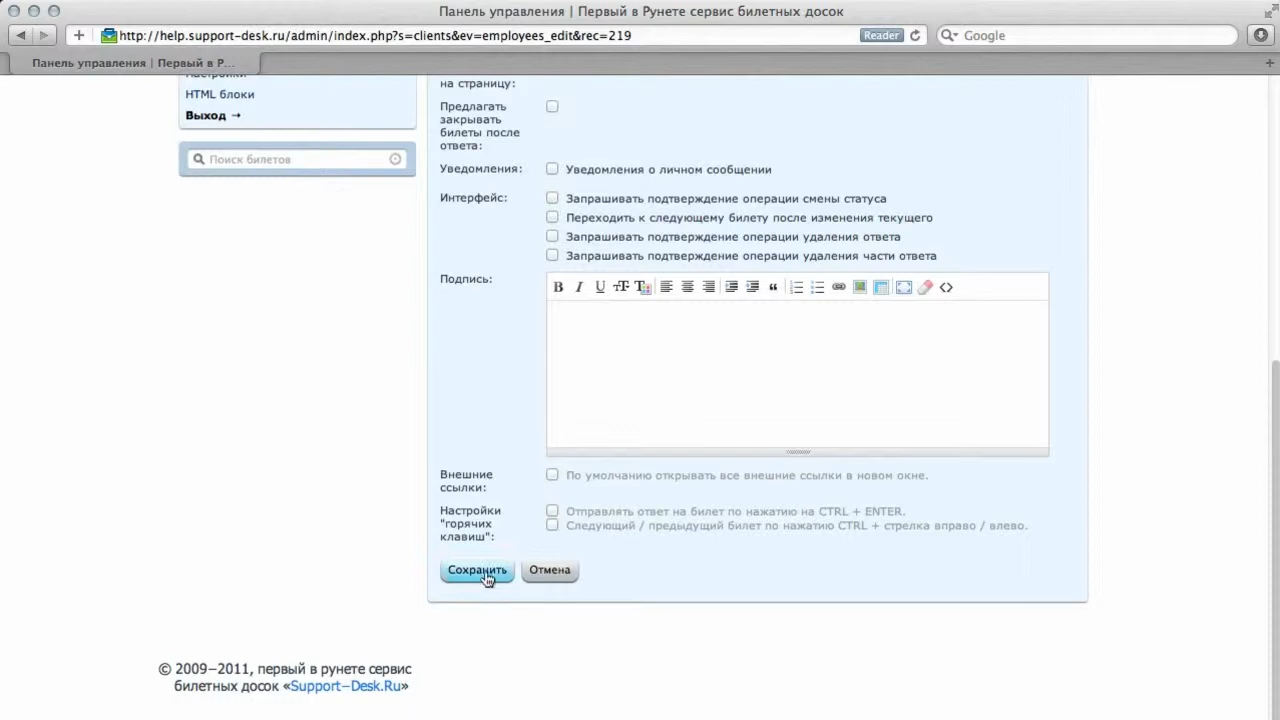 Панель управления | Первый в Рунете сервис билетных досок
http://help.support-desk.ru/admin/index.php?s=clients&ev=employees_edit&rec=219
Reader
Google
Панель управления | Первый в Р...
Настройки
HTML блоки
Выход →
Поиск билетов
на страницу:
Предлагать
закрывать
билеты после
ответа:
Уведомления:
Уведомления о личном сообщении
Интерфейс:
Запрашивать подтверждение операции смены статуса
Переходить к следующему билету после изменения текущего
Запрашивать подтверждение операции удаления ответа
Запрашивать подтверждение операции удаления части ответа
Подпись:
Внешние
ссылки:
По умолчанию открывать все внешние ссылки в новом окне.
Настройки
"горячих
клавиш":
Отправлять ответ на билет по нажатию на CTRL + ENTER.
Следующий / предыдущий билет по нажатию CTRL + стрелка вправо / влево.
Сохранить
Отмена
© 2009–2011, первый в рунете сервис
билетных досок «Support-Desk.Ru»